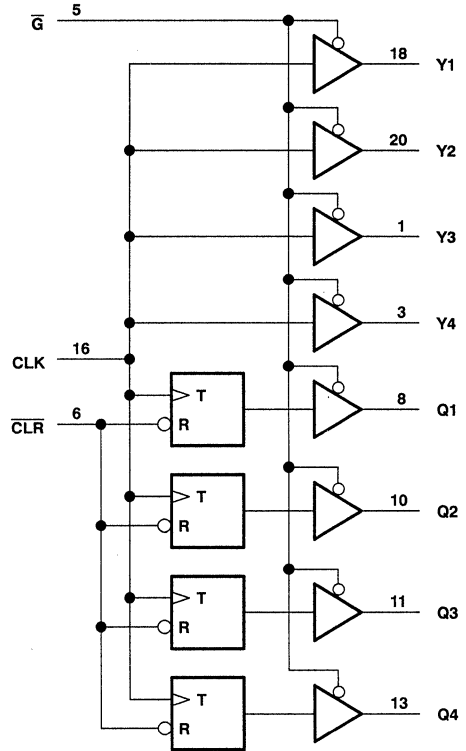 G 5
18 Y1
20 Y2
1 Y3
3 Y4
CLK 16
T
8 Q1
CLR 6
R
T
10 Q2
R
T
11 Q3
R
T
13 Q4
R